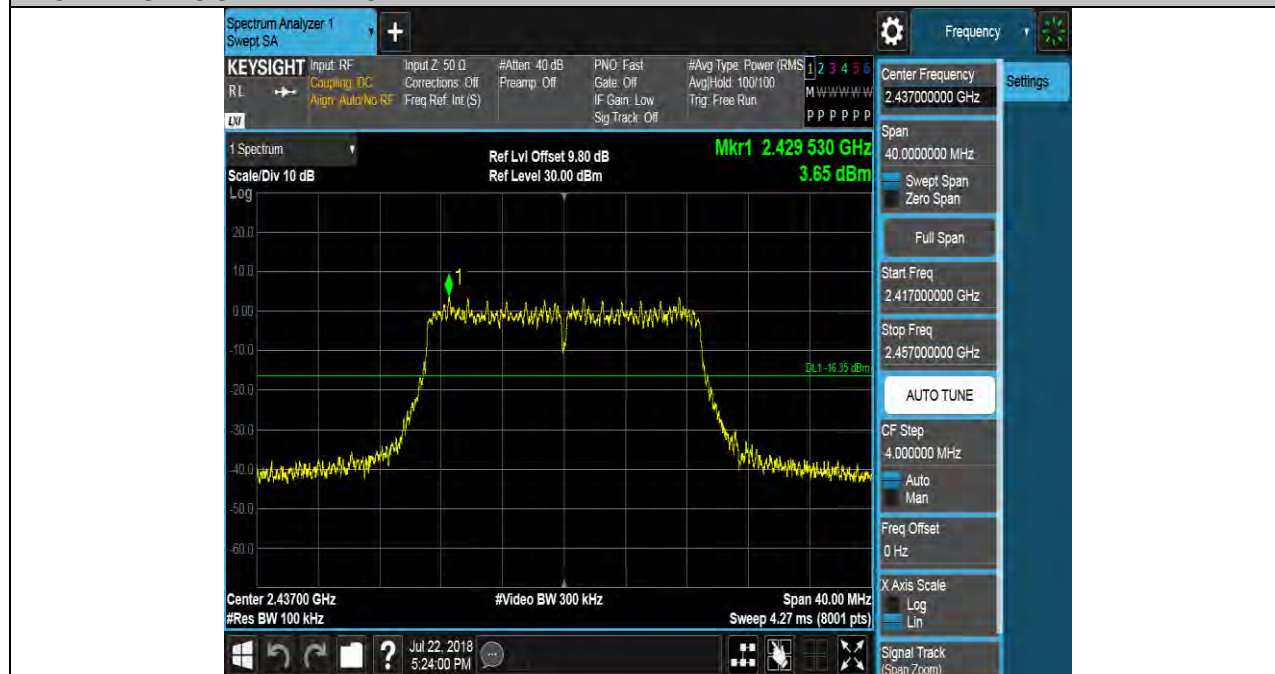 Spectrum Analyzer 1
Swept SA
+
Frequency
KEYSIGHT
RL
LXI
Input: RF
Coupling: DC
Align: Auto/No RF
Input Z: 50 Ω
Corrections: Off
Freq Ref: Int (S)
#Atten: 40 dB
Preamp: Off
PNO: Fast
Gate: Off
IF Gain: Low
Sig Track: Off
#Avg Type: Power (RMS
Avg|Hold: 100/100
Trig: Free Run
1 2 3 4 5 6
M W W W W W
P P P P P P
Center Frequency
2.437000000 GHz
Settings
Span
40.0000000 MHz
Swept Span
Zero Span
Full Span
Start Freq
2.417000000 GHz
Stop Freq
2.457000000 GHz
AUTO TUNE
CF Step
4.000000 MHz
Auto
Man
Freq Offset
0 Hz
X Axis Scale
Log
Lin
Signal Track
(Span Zoom)
1 Spectrum
Scale/Div 10 dB
Ref Lvl Offset 9.80 dB
Ref Level 30.00 dBm
Mkr1 2.429 530 GHz
3.65 dBm
Log
20.0
10.0
1
0.00
-10.0
DL1 -16.35 dBm
-20.0
-30.0
-40.0
-50.0
-60.0
Center 2.43700 GHz
#Res BW 100 kHz
#Video BW 300 kHz
Span 40.00 MHz
Sweep 4.27 ms (8001 pts)
?
Jul 22, 2018
5:24:00 PM